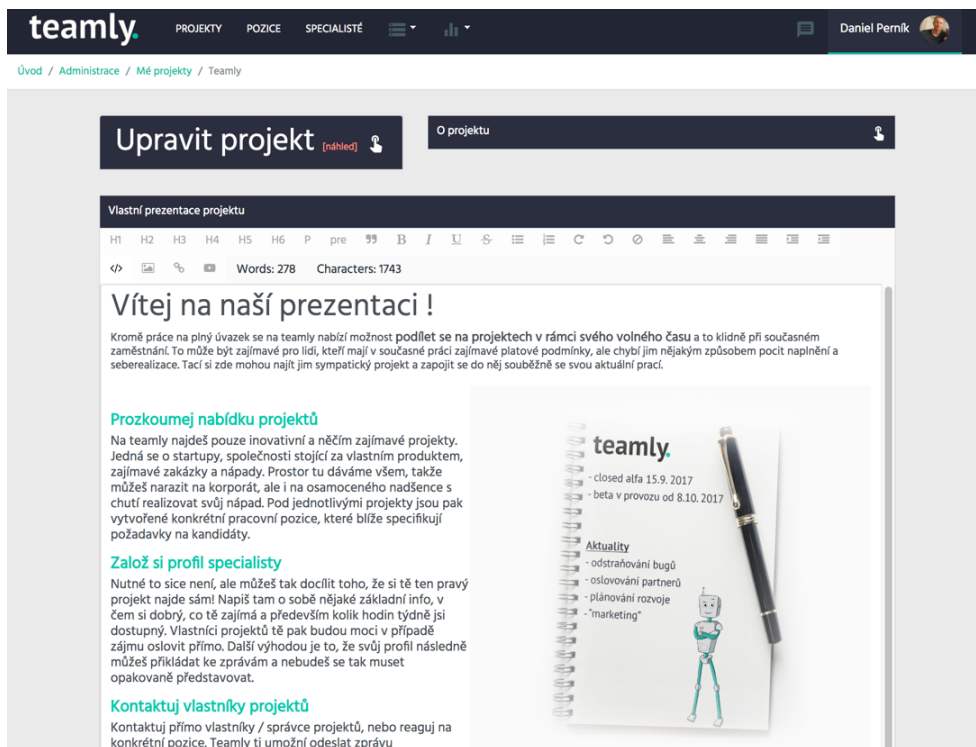 teamly.
PROJEKTY
POZICE
SPECIALISTÉ
Daniel Perník
Úvod / Administrace / Mé projekty / Teamly
Upravit projekt [náhled]
O projektu
Vlastní prezentace projektu
H1 H2 H3 H4 H5 H6 P pre B I U S
Words: 278 Characters: 1743
Vítej na naší prezentaci !
Kromě práce na plný úvazek se na teamly nabízí možnost podílet se na projektech v rámci svého volného času a to klidně při současném
zaměstnání. To může být zajímavé pro lidi, kteří mají v současné práci zajímavé platové podmínky, ale chybí jim nějakým způsobem pocit naplnění a
seberealizace. Tací si zde mohou najít jim sympatický projekt a zapojit se do něj souběžně se svou aktuální prací.
Prozkoumej nabídku projektů
Na teamly najdeš pouze inovativní a něčím zajímavé projekty.
Jedná se o startupy, společnosti stojící za vlastním produktem,
zajímavé zakázky a nápady. Prostor tu dáváme všem, takže
můžeš narazit na korporát, ale i na osamoceného nadšence s
chutí realizovat svůj nápad. Pod jednotlivými projekty jsou pak
vytvořené konkrétní pracovní pozice, které blíže specifikují
požadavky na kandidáty.
Založ si profil specialisty
Nutné to sice není, ale můžeš tak docílit toho, že si tě ten pravý
projekt najde sám! Napiš tam o sobě nějaké základní info, v
čem si dobrý, co tě zajímá a především kolik hodin týdně jsi
dostupný. Vlastníci projektů tě pak budou moci v případě
zájmu oslovit přímo. Další výhodou je to, že svůj profil následně
můžeš přikládat ke zprávám a nebudeš se tak muset
opakovaně představovat.
Kontaktuj vlastníky projektů
Kontaktuj přímo vlastníky / správce projektů, nebo reaguj na
konkrétní pozice. Teamly ti umožní odeslat zprávu
teamly.
- closed alfa 15.9. 2017
- beta v provozu od 8.10. 2017
Aktuality
- odstraňování bugů
- oslovování partnerů
- plánování rozvoje
- "marketing"